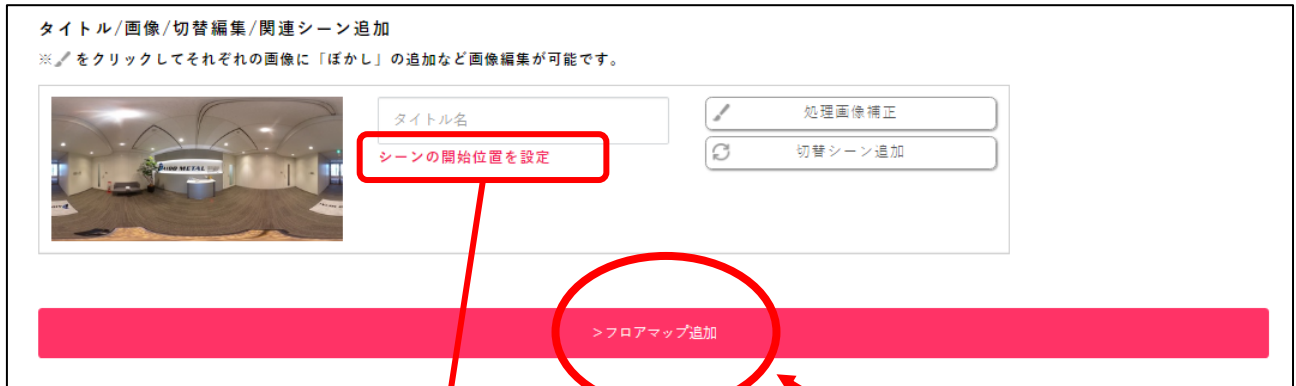 タイトル/画像/切替編集/関連シーン追加
※ をクリックしてそれぞれの画像に「ぼかし」の追加など画像編集が可能です。
タイトル名
シーンの開始位置を設定
処理画像補正
切替シーン追加
METAL
>フロアマップ追加